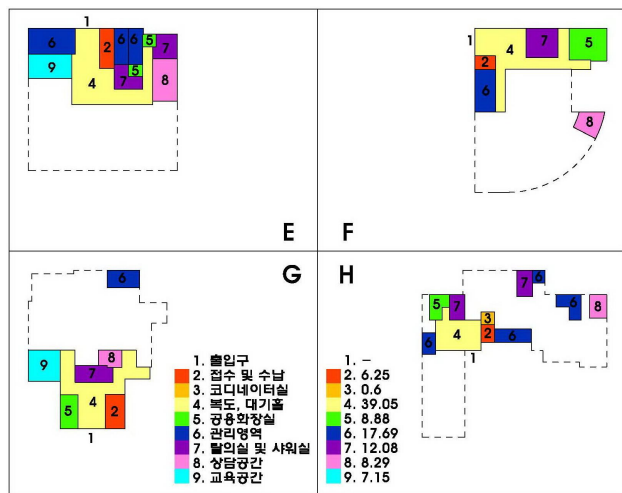 1
6 2 6 6 5 7
9 4 7 5 8
E
1 4 7 5
2
6
8
F
G
6
9 8
7
5 4 2
1
1. 출입구
2. 접수 및 수납
3. 코디네이터실
4. 복도, 대기홀
5. 공용화장실
6. 관리영역
7. 탈의실 및 샤워실
8. 상담공간
9. 교육공간
H
7 6
5 7 6 8
3
6 4 2 6
1
1. –
2. 6.25
3. 0.6
4. 39.05
5. 8.88
6. 17.69
7. 12.08
8. 8.29
9. 7.15